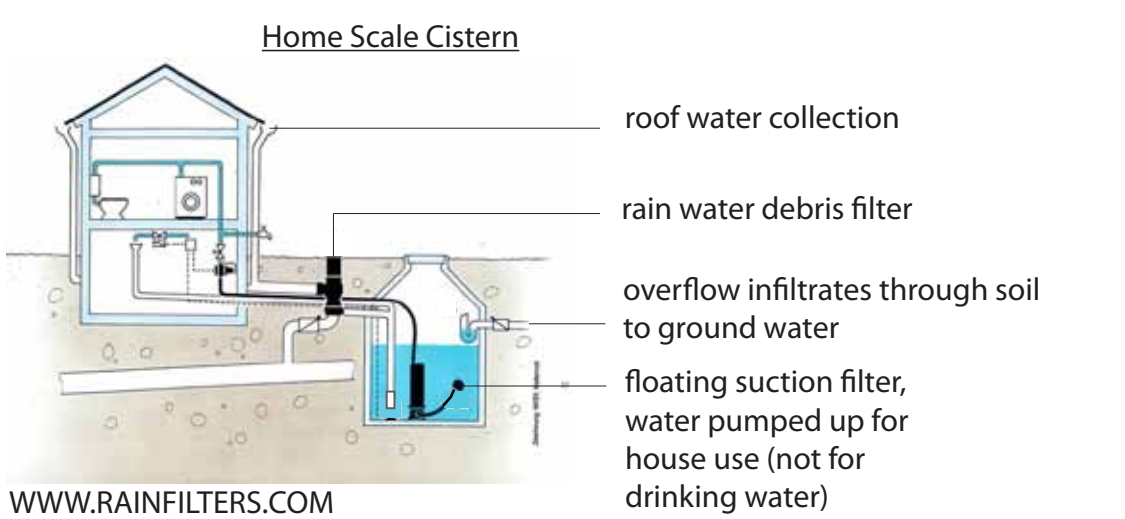 Home Scale Cistern
roof water collection
rain water debris filter
overflow infiltrates through soil
to ground water
floating suction filter,
water pumped up for
house use (not for
drinking water)
WWW.RAINFILTERS.COM